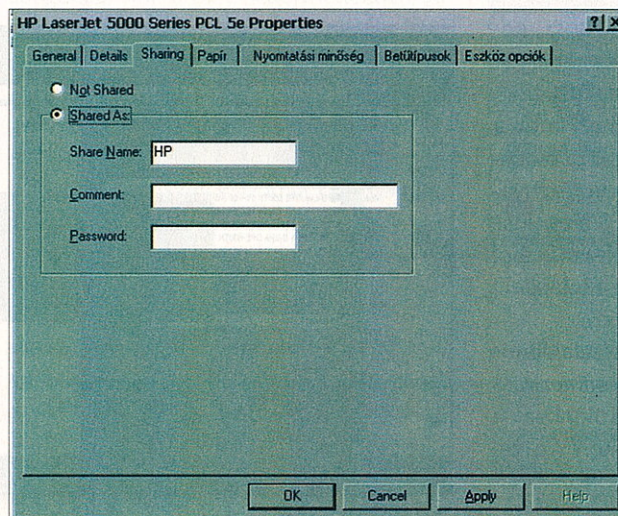 HP LaserJet 5000 Series PCL 5e Properties
General Details Sharing Papír Nyomtatási minőség Betűtípusok Eszköz opciók
Not Shared
Shared As:
Share Name: HP
Comment:
Password:
OK Cancel Apply Help